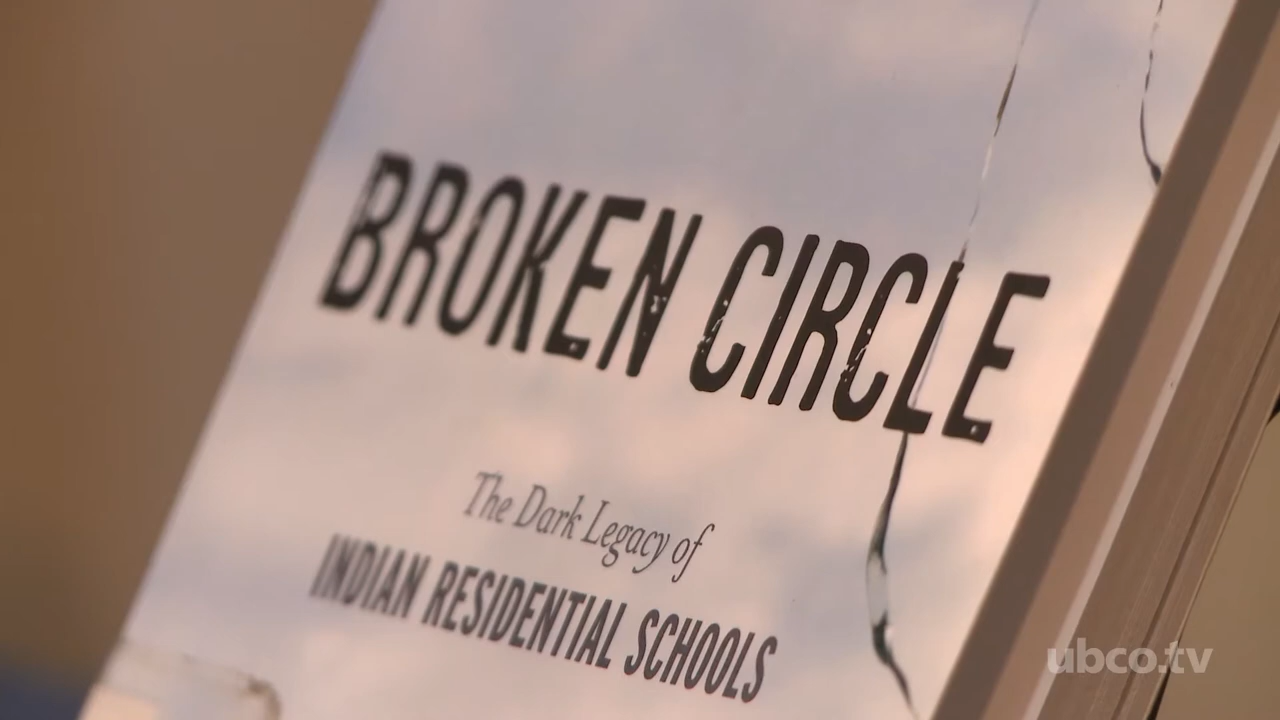 BROKEN CIRCLE
The Dark Legacy of
INDIAN RESIDENTIAL SCHOOLS
ubco.tv